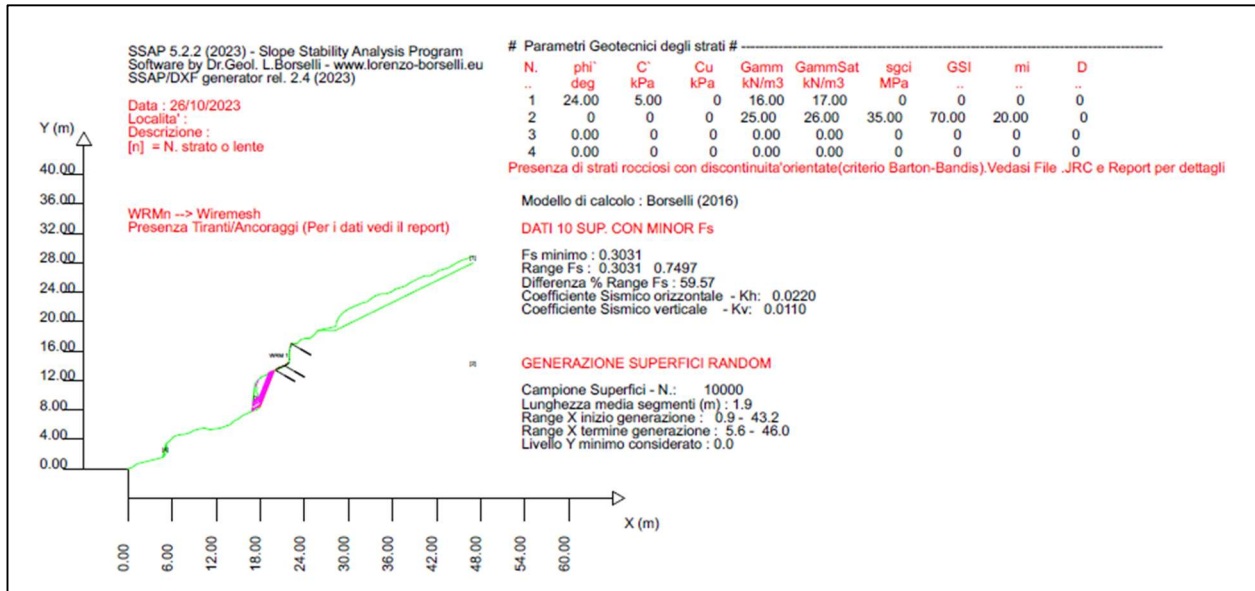 SSAP 5.2.2 (2023) - Slope Stability Analysis Program
Software by Dr.Geol. L.Borselli - www.lorenzo-borselli.eu
SSAP/DXF generator rel. 2.4 (2023)
Data : 26/10/2023
Localita' :
Descrizione :
[n] = N. strato o lente
WRMn --> Wiremesh
Presenza Tiranti/Ancoraggi (Per i dati vedi il report)
# Parametri Geotecnici degli strati # -----------------------------------------------------------
N. phi` C` Cu Gamm GammSat sgci GSI mi D
.. deg kPa kPa kN/m3 kN/m3 MPa .. .. ..
1 24.00 5.00 0 16.00 17.00 0 0 0 0
2 0 0 0 25.00 26.00 35.00 70.00 20.00 0
3 0.00 0 0 0.00 0.00 0 0 0 0
4 0.00 0 0 0.00 0.00 0 0 0 0
Presenza di strati rocciosi con discontinuita'orientate(criterio Barton-Bandis).Vedasi File .JRC e Report per dettagli
Modello di calcolo : Borselli (2016)
DATI 10 SUP. CON MINOR Fs
Fs minimo : 0.3031
Range Fs : 0.3031 0.7497
Differenza % Range Fs : 59.57
Coefficiente Sismico orizzontale - Kh: 0.0220
Coefficiente Sismico verticale - Kv: 0.0110
GENERAZIONE SUPERFICI RANDOM
Campione Superfici - N.: 10000
Lunghezza media segmenti (m) : 1.9
Range X inizio generazione : 0.9 - 43.2
Range X termine generazione : 5.6 - 46.0
Livello Y minimo considerato : 0.0
Y (m)
40.00
36.00
32.00
28.00
24.00
20.00
16.00
12.00
8.00
4.00
0.00
WRM 1
[1]
[2]
X (m)
0.00 6.00 12.00 18.00 24.00 30.00 36.00 42.00 48.00 54.00 60.00